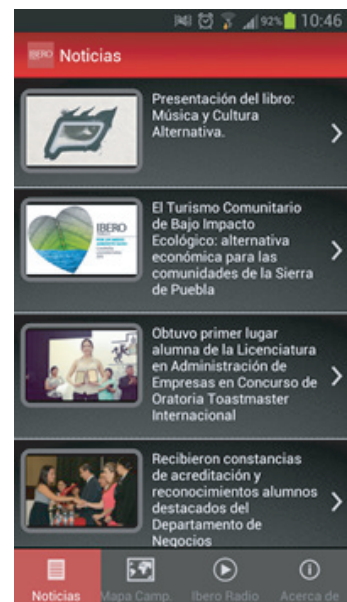 92% 10:46
IBERO Noticias
Presentación del libro:
Música y Cultura
Alternativa.
El Turismo Comunitario
de Bajo Impacto
Ecológico: alternativa
económica para las
comunidades de la Sierra
de Puebla
IBERO
Obtuvo primer lugar
alumna de la Licenciatura
en Administración de
Empresas en Concurso de
Oratoria Toastmaster
Internacional
Recibieron constancias
de acreditación y
reconocimientos alumnos
destacados del
Departamento de
Negocios
Noticias Mapa Camp. Ibero Radio Acerca de